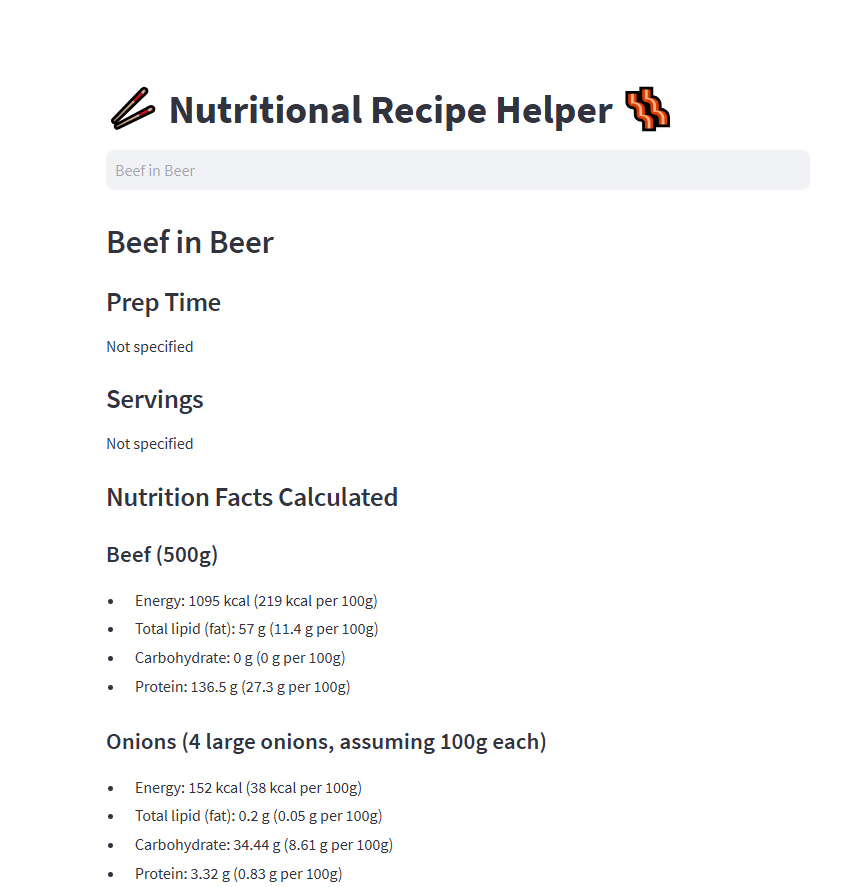 Nutritional Recipe Helper
Beef in Beer
Beef in Beer
Prep Time
Not specified
Servings
Not specified
Nutrition Facts Calculated
Beef (500g)
• Energy: 1095 kcal (219 kcal per 100g)
• Total lipid (fat): 57 g (11.4 g per 100g)
• Carbohydrate: 0 g (0 g per 100g)
• Protein: 136.5 g (27.3 g per 100g)
Onions (4 large onions, assuming 100g each)
• Energy: 152 kcal (38 kcal per 100g)
• Total lipid (fat): 0.2 g (0.05 g per 100g)
• Carbohydrate: 34.44 g (8.61 g per 100g)
• Protein: 3.32 g (0.83 g per 100g)